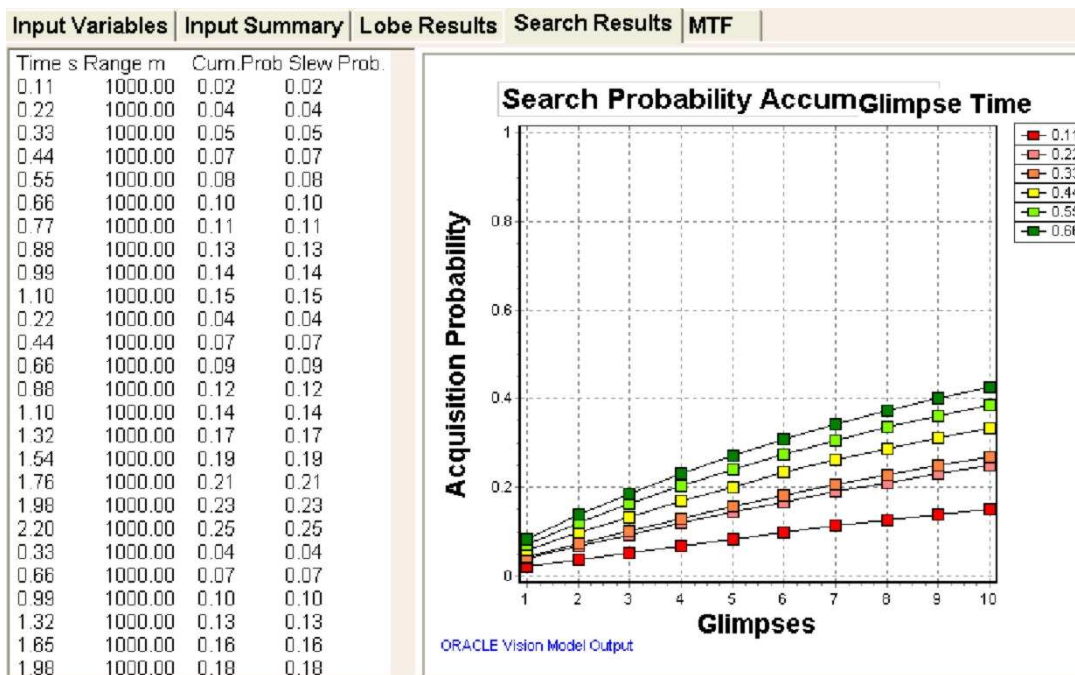 Input Variables Input Summary Lobe Results Search Results MTF
Time s Range m Cum.Prob Slew Prob.
0.11 1000.00 0.02 0.02
0.22 1000.00 0.04 0.04
0.33 1000.00 0.05 0.05
0.44 1000.00 0.07 0.07
0.55 1000.00 0.08 0.08
0.66 1000.00 0.10 0.10
0.77 1000.00 0.11 0.11
0.88 1000.00 0.13 0.13
0.99 1000.00 0.14 0.14
1.10 1000.00 0.15 0.15
0.22 1000.00 0.04 0.04
0.44 1000.00 0.07 0.07
0.66 1000.00 0.09 0.09
0.88 1000.00 0.12 0.12
1.10 1000.00 0.14 0.14
1.32 1000.00 0.17 0.17
1.54 1000.00 0.19 0.19
1.76 1000.00 0.21 0.21
1.98 1000.00 0.23 0.23
2.20 1000.00 0.25 0.25
0.33 1000.00 0.04 0.04
0.66 1000.00 0.07 0.07
0.99 1000.00 0.10 0.10
1.32 1000.00 0.13 0.13
1.65 1000.00 0.16 0.16
1.98 1000.00 0.18 0.18
Search Probability Accum Glimpse Time
1
0.8
0.6
0.4
0.2
0
Acquisition Probability
1 2 3 4 5 6 7 8 9 10
Glimpses
0.11
0.22
0.33
0.44
0.55
0.66
ORACLE Vision Model Output